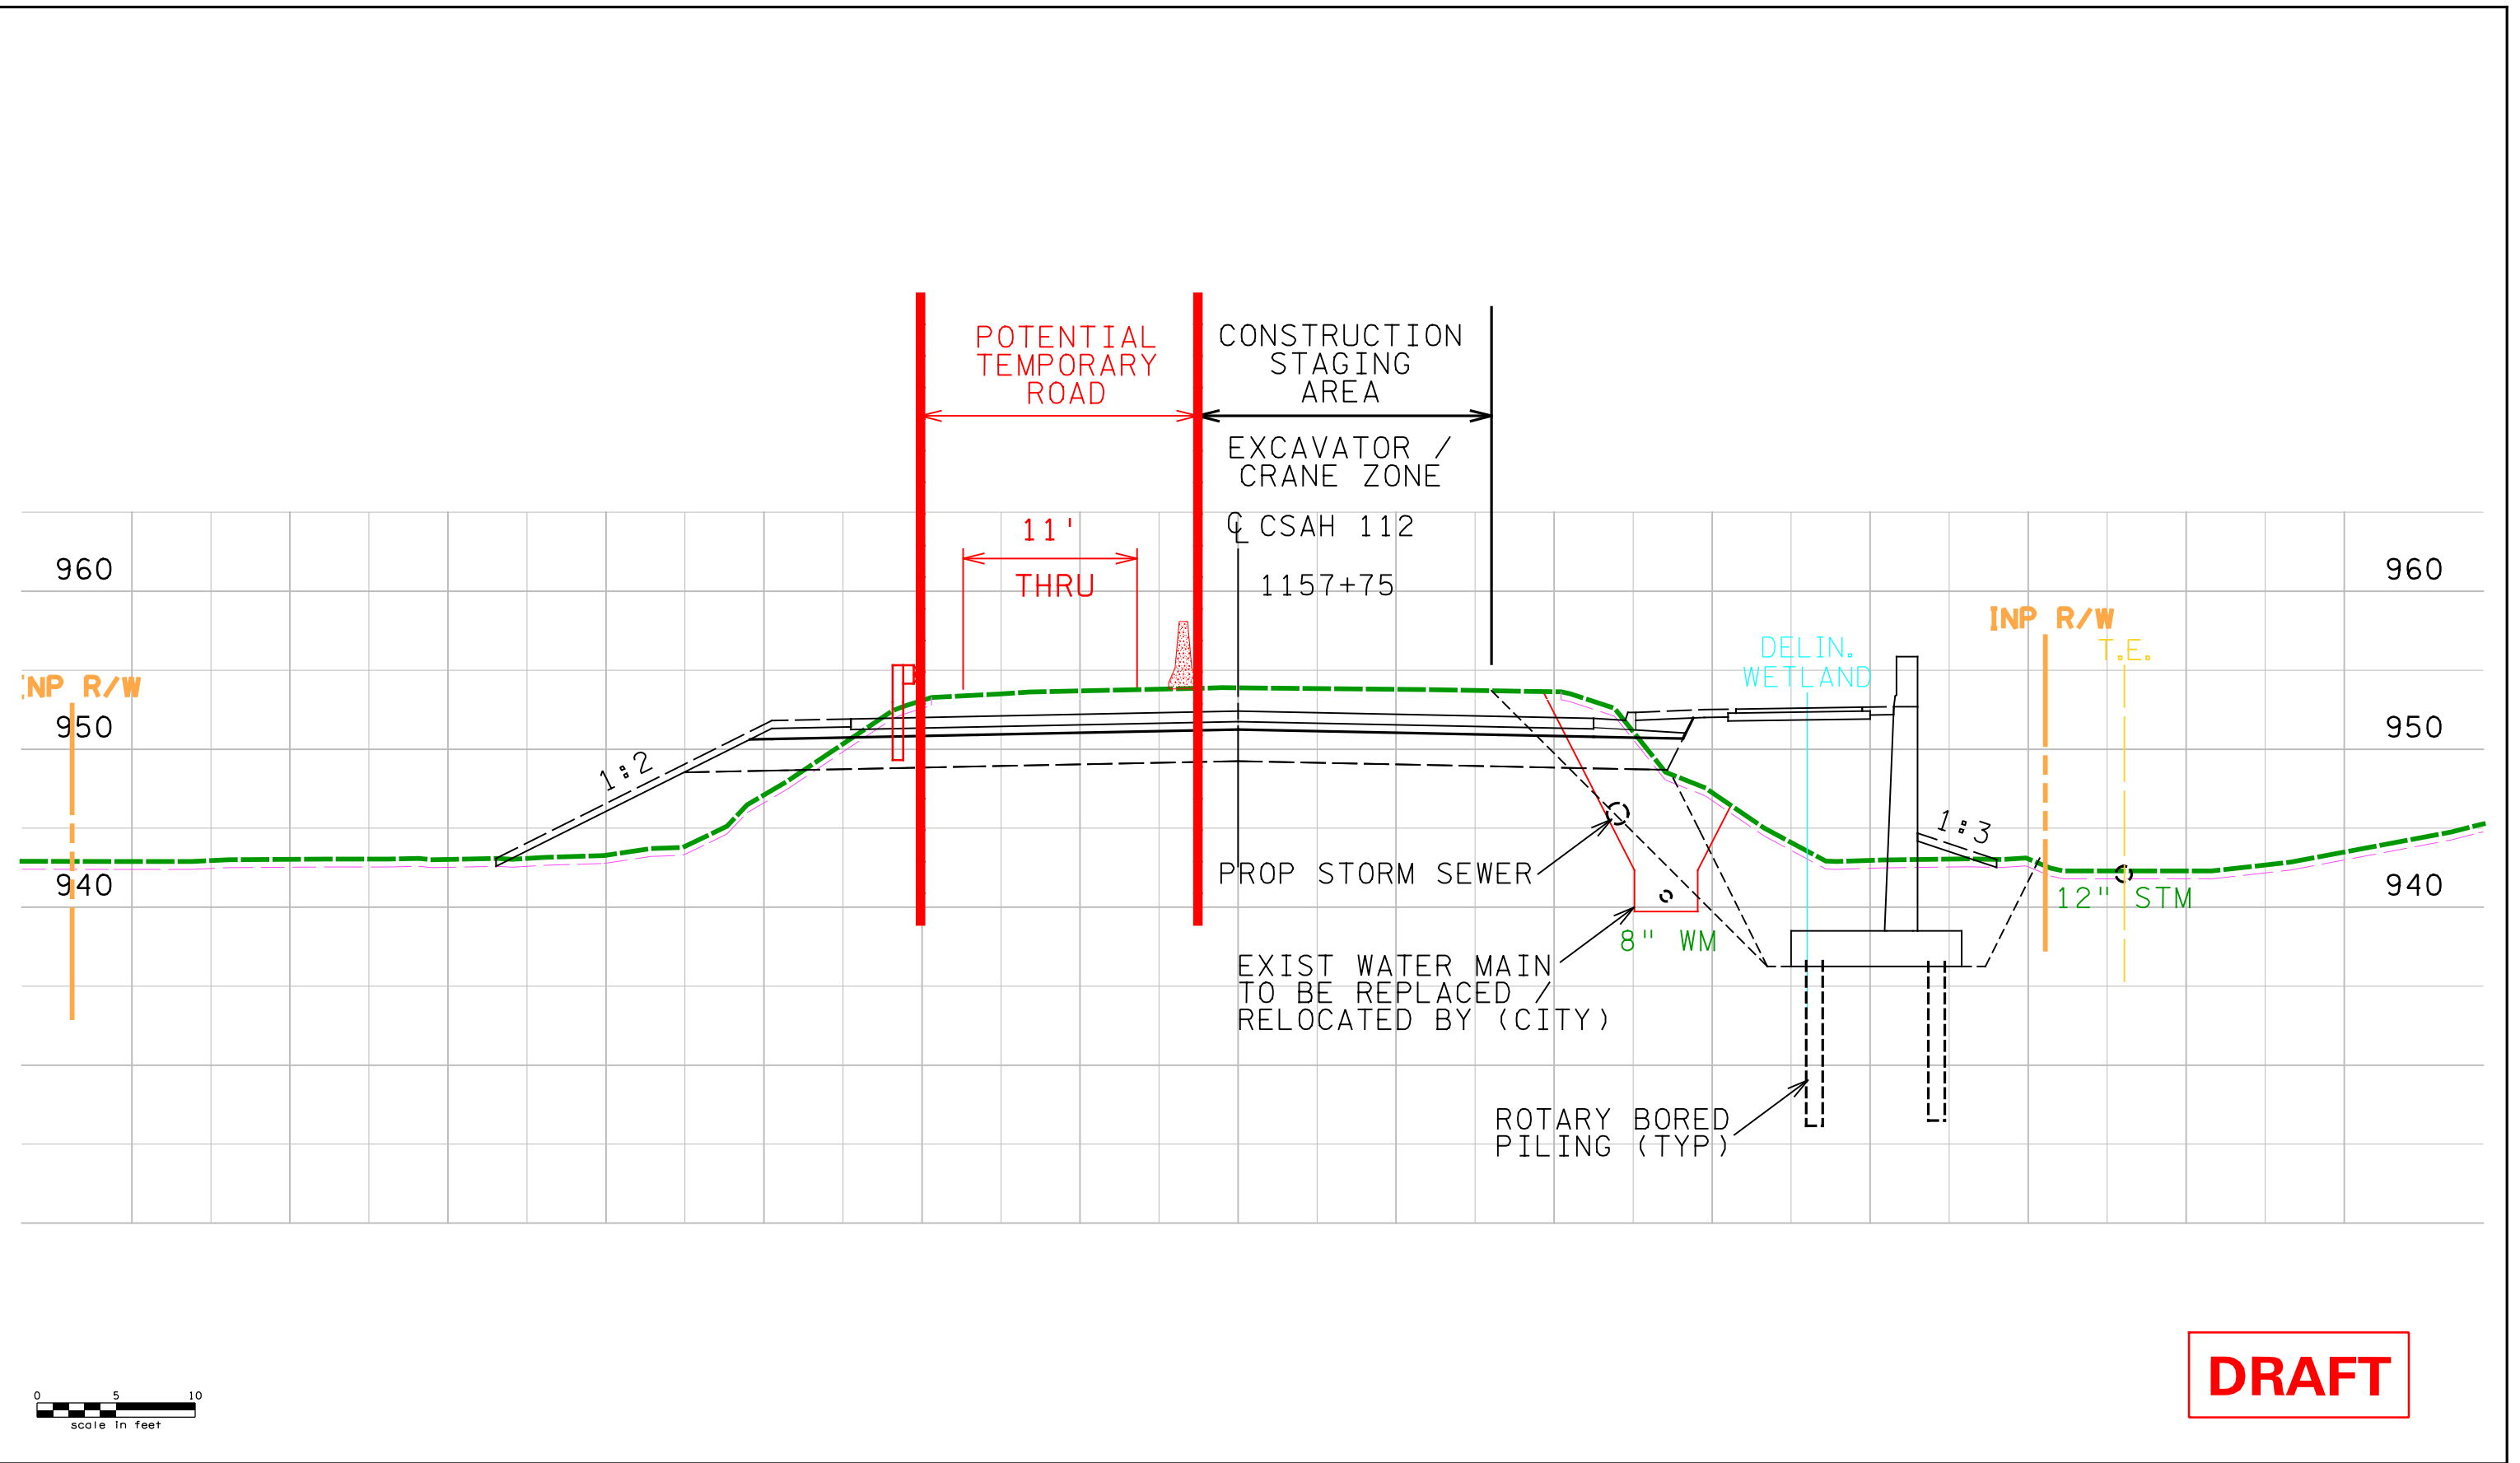 POTENTIAL
TEMPORARY
ROAD
CONSTRUCTION
STAGING
AREA
EXCAVATOR /
CRANE ZONE
11'
THRU
℄ CSAH 112
1157+75
960
960
INP R/W
T.E.
DELIN.
WETLAND
NP R/W
950
950
1:2
1:3
940
940
PROP STORM SEWER
12" STM
8" WM
EXIST WATER MAIN
TO BE REPLACED /
RELOCATED BY (CITY)
ROTARY BORED
PILING (TYP)
DRAFT
0 5 10
scale in feet